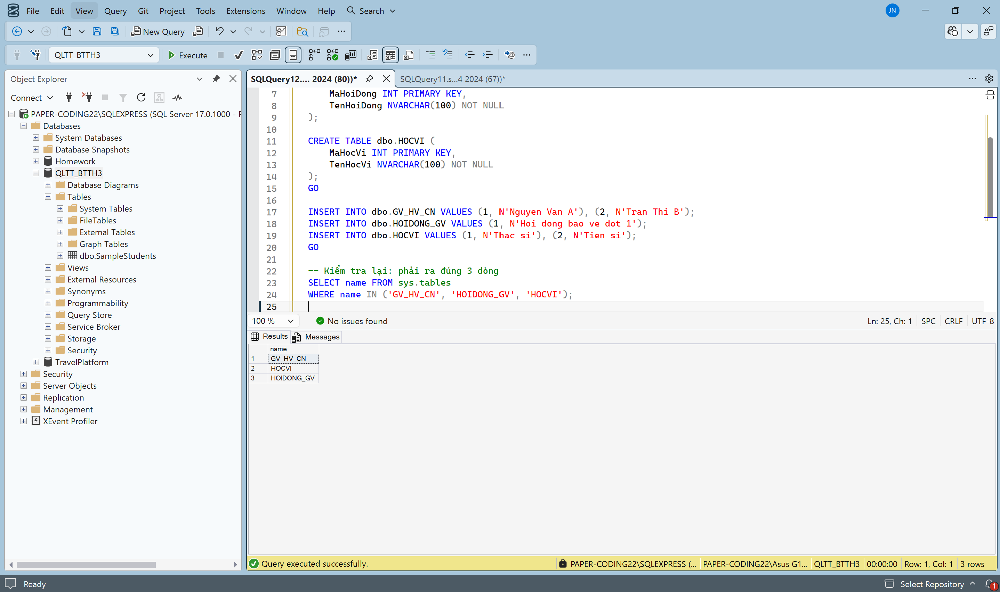 File Edit View Query Git Project Tools Extensions Window Help Search JN
New Query
QLTT_BTTH3 Execute
Object Explorer
Connect
PAPER-CODING22\SQLEXPRESS (SQL Server 17.0.1000 -
Databases
System Databases
Database Snapshots
Homework
QLTT_BTTH3
Database Diagrams
Tables
System Tables
FileTables
External Tables
Graph Tables
dbo.SampleStudents
Views
External Resources
Synonyms
Programmability
Query Store
Service Broker
Storage
Security
TravelPlatform
Security
Server Objects
Replication
Management
XEvent Profiler
SQLQuery12.... 2024 (80))* SQLQuery11.s...4 2024 (67))*
7 MaHoiDong INT PRIMARY KEY,
8 TenHoiDong NVARCHAR(100) NOT NULL
9 );
10
11 CREATE TABLE dbo.HOCVI (
12 MaHocVi INT PRIMARY KEY,
13 TenHocVi NVARCHAR(100) NOT NULL
14 );
15 GO
16
17 INSERT INTO dbo.GV_HV_CN VALUES (1, N'Nguyen Van A'), (2, N'Tran Thi B');
18 INSERT INTO dbo.HOIDONG_GV VALUES (1, N'Hoi dong bao ve dot 1');
19 INSERT INTO dbo.HOCVI VALUES (1, N'Thac si'), (2, N'Tien si');
20 GO
21
22 -- Kiểm tra lại: phải ra đúng 3 dòng
23 SELECT name FROM sys.tables
24 WHERE name IN ('GV_HV_CN', 'HOIDONG_GV', 'HOCVI');
25
100 % No issues found Ln: 25, Ch: 1 SPC CRLF UTF-8
Results Messages
name
1 GV_HV_CN
2 HOCVI
3 HOIDONG_GV
Query executed successfully. PAPER-CODING22\SQLEXPRESS (... PAPER-CODING22\Asus G1... QLTT_BTTH3 00:00:00 Row: 1, Col: 1 3 rows
Ready Select Repository 1